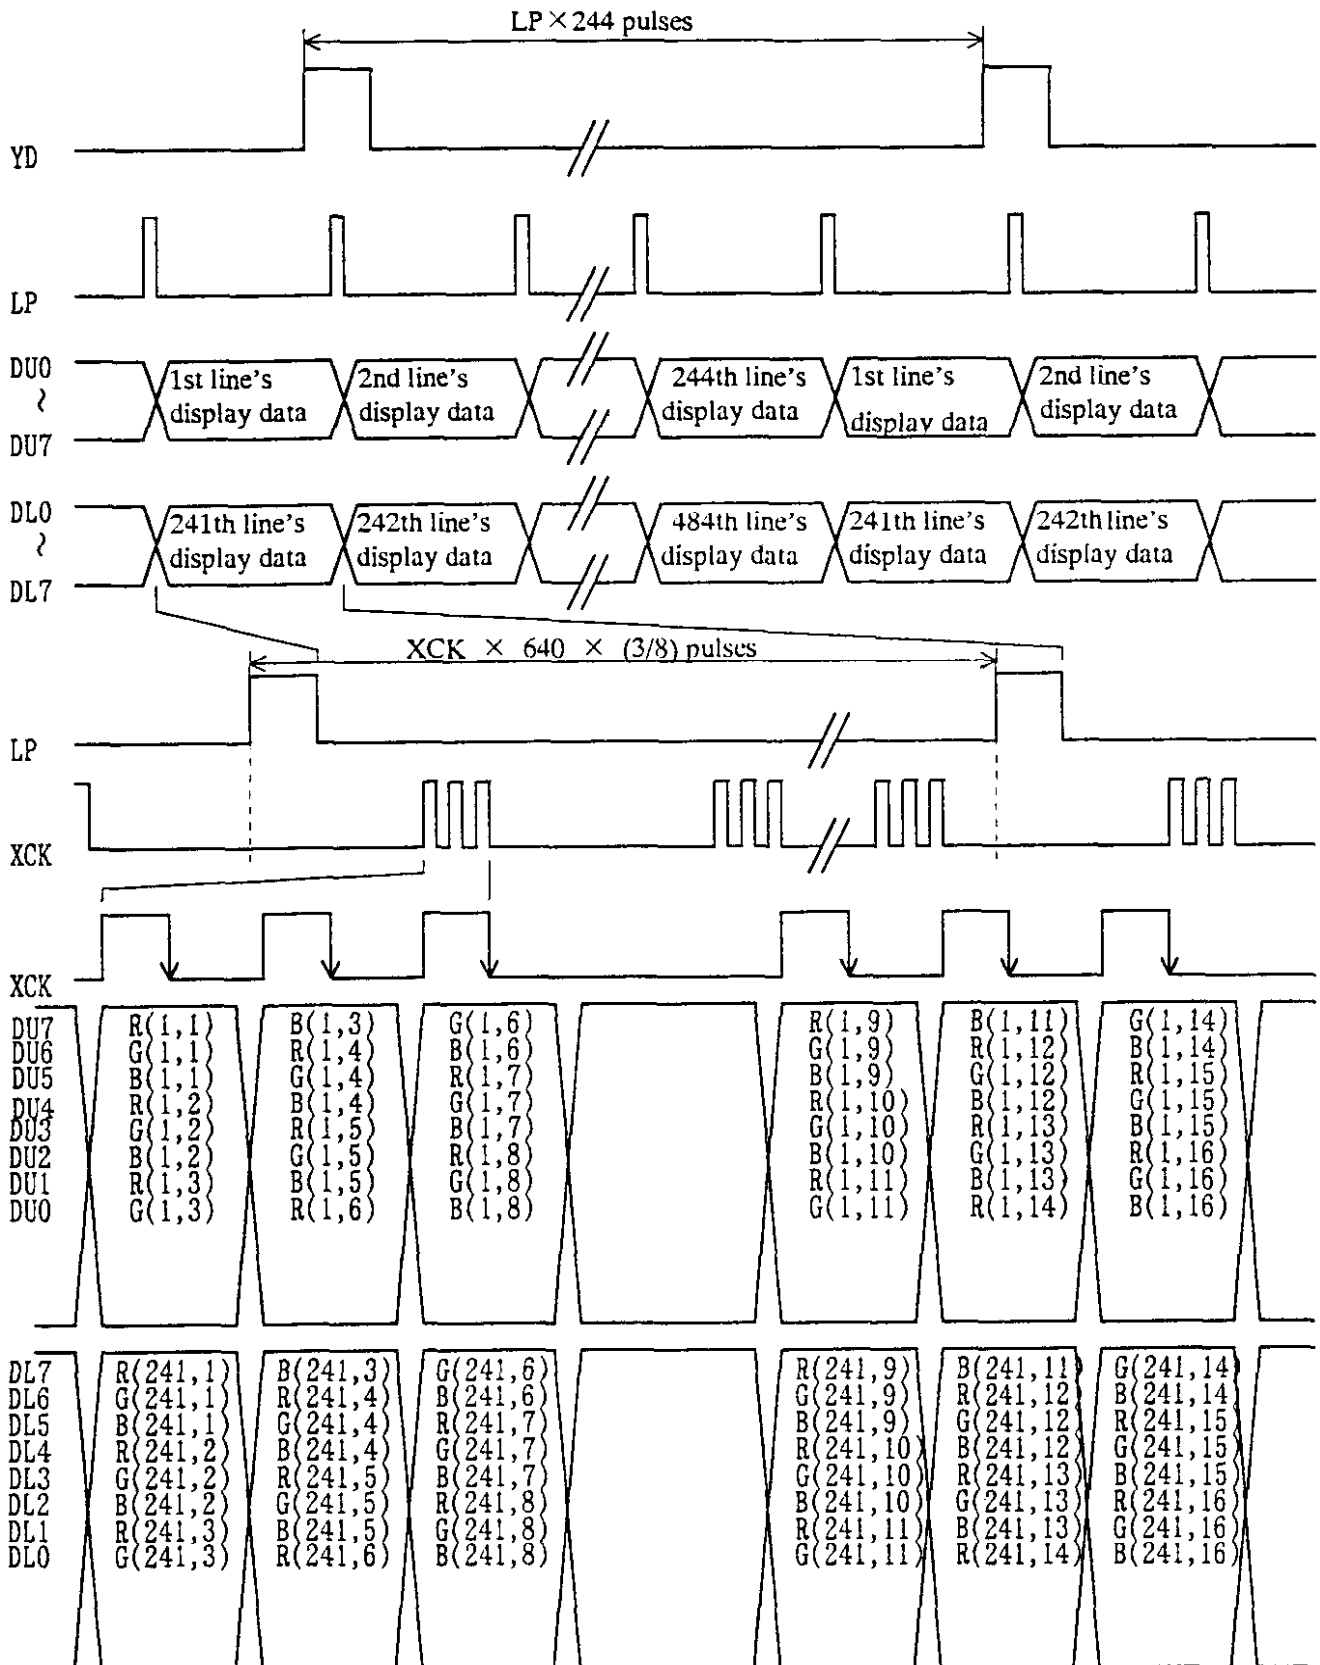 LP×244 pulses
YD
LP
DU0
~
DU7
1st line's display data
2nd line's display data
244th line's display data
1st line's display data
2nd line's display data
DL0
~
DL7
241th line's display data
242th line's display data
484th line's display data
241th line's display data
242th line's display data
XCK × 640 × (3/8) pulses
LP
XCK
XCK
DU7 R(1,1) B(1,3) G(1,6) R(1,9) B(1,11) G(1,14)
DU6 G(1,1) R(1,4) B(1,6) G(1,9) R(1,12) B(1,14)
DU5 B(1,1) G(1,4) R(1,7) B(1,9) G(1,12) R(1,15)
DU4 R(1,2) B(1,4) G(1,7) R(1,10) B(1,12) G(1,15)
DU3 G(1,2) R(1,5) B(1,7) G(1,10) R(1,13) B(1,15)
DU2 B(1,2) G(1,5) R(1,8) B(1,10) G(1,13) R(1,16)
DU1 R(1,3) B(1,5) G(1,8) R(1,11) B(1,13) G(1,16)
DU0 G(1,3) R(1,6) B(1,8) G(1,11) R(1,14) B(1,16)
DL7 R(241,1) B(241,3) G(241,6) R(241,9) B(241,11) G(241,14)
DL6 G(241,1) R(241,4) B(241,6) G(241,9) R(241,12) B(241,14)
DL5 B(241,1) G(241,4) R(241,7) B(241,9) G(241,12) R(241,15)
DL4 R(241,2) B(241,4) G(241,7) R(241,10) B(241,12) G(241,15)
DL3 G(241,2) R(241,5) B(241,7) G(241,10) R(241,13) B(241,15)
DL2 B(241,2) G(241,5) R(241,8) B(241,10) G(241,13) R(241,16)
DL1 R(241,3) B(241,5) G(241,8) R(241,11) B(241,13) G(241,16)
DL0 G(241,3) R(241,6) B(241,8) G(241,11) R(241,14) B(241,16)